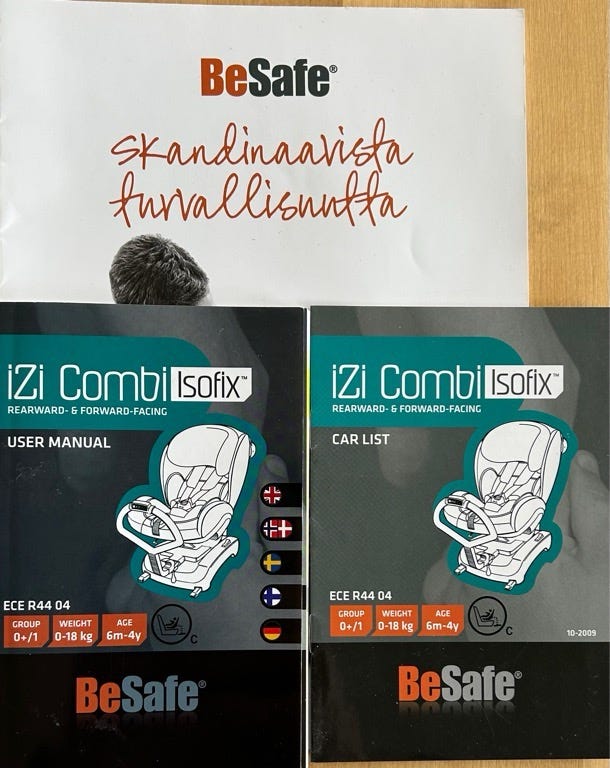 BeSafe®
skandinaavista
turvallisuutta
iZi Combi Isofix™
REARWARD- & FORWARD-FACING
USER MANUAL
ECE R44 04
GROUP
0+/1
WEIGHT
0-18 kg
AGE
6m-4y
C
BeSafe®
iZi Combi Isofix™
REARWARD- & FORWARD-FACING
CAR LIST
ECE R44 04
GROUP
0+/1
WEIGHT
0-18 kg
AGE
6m-4y
C
10-2009
BeSafe®